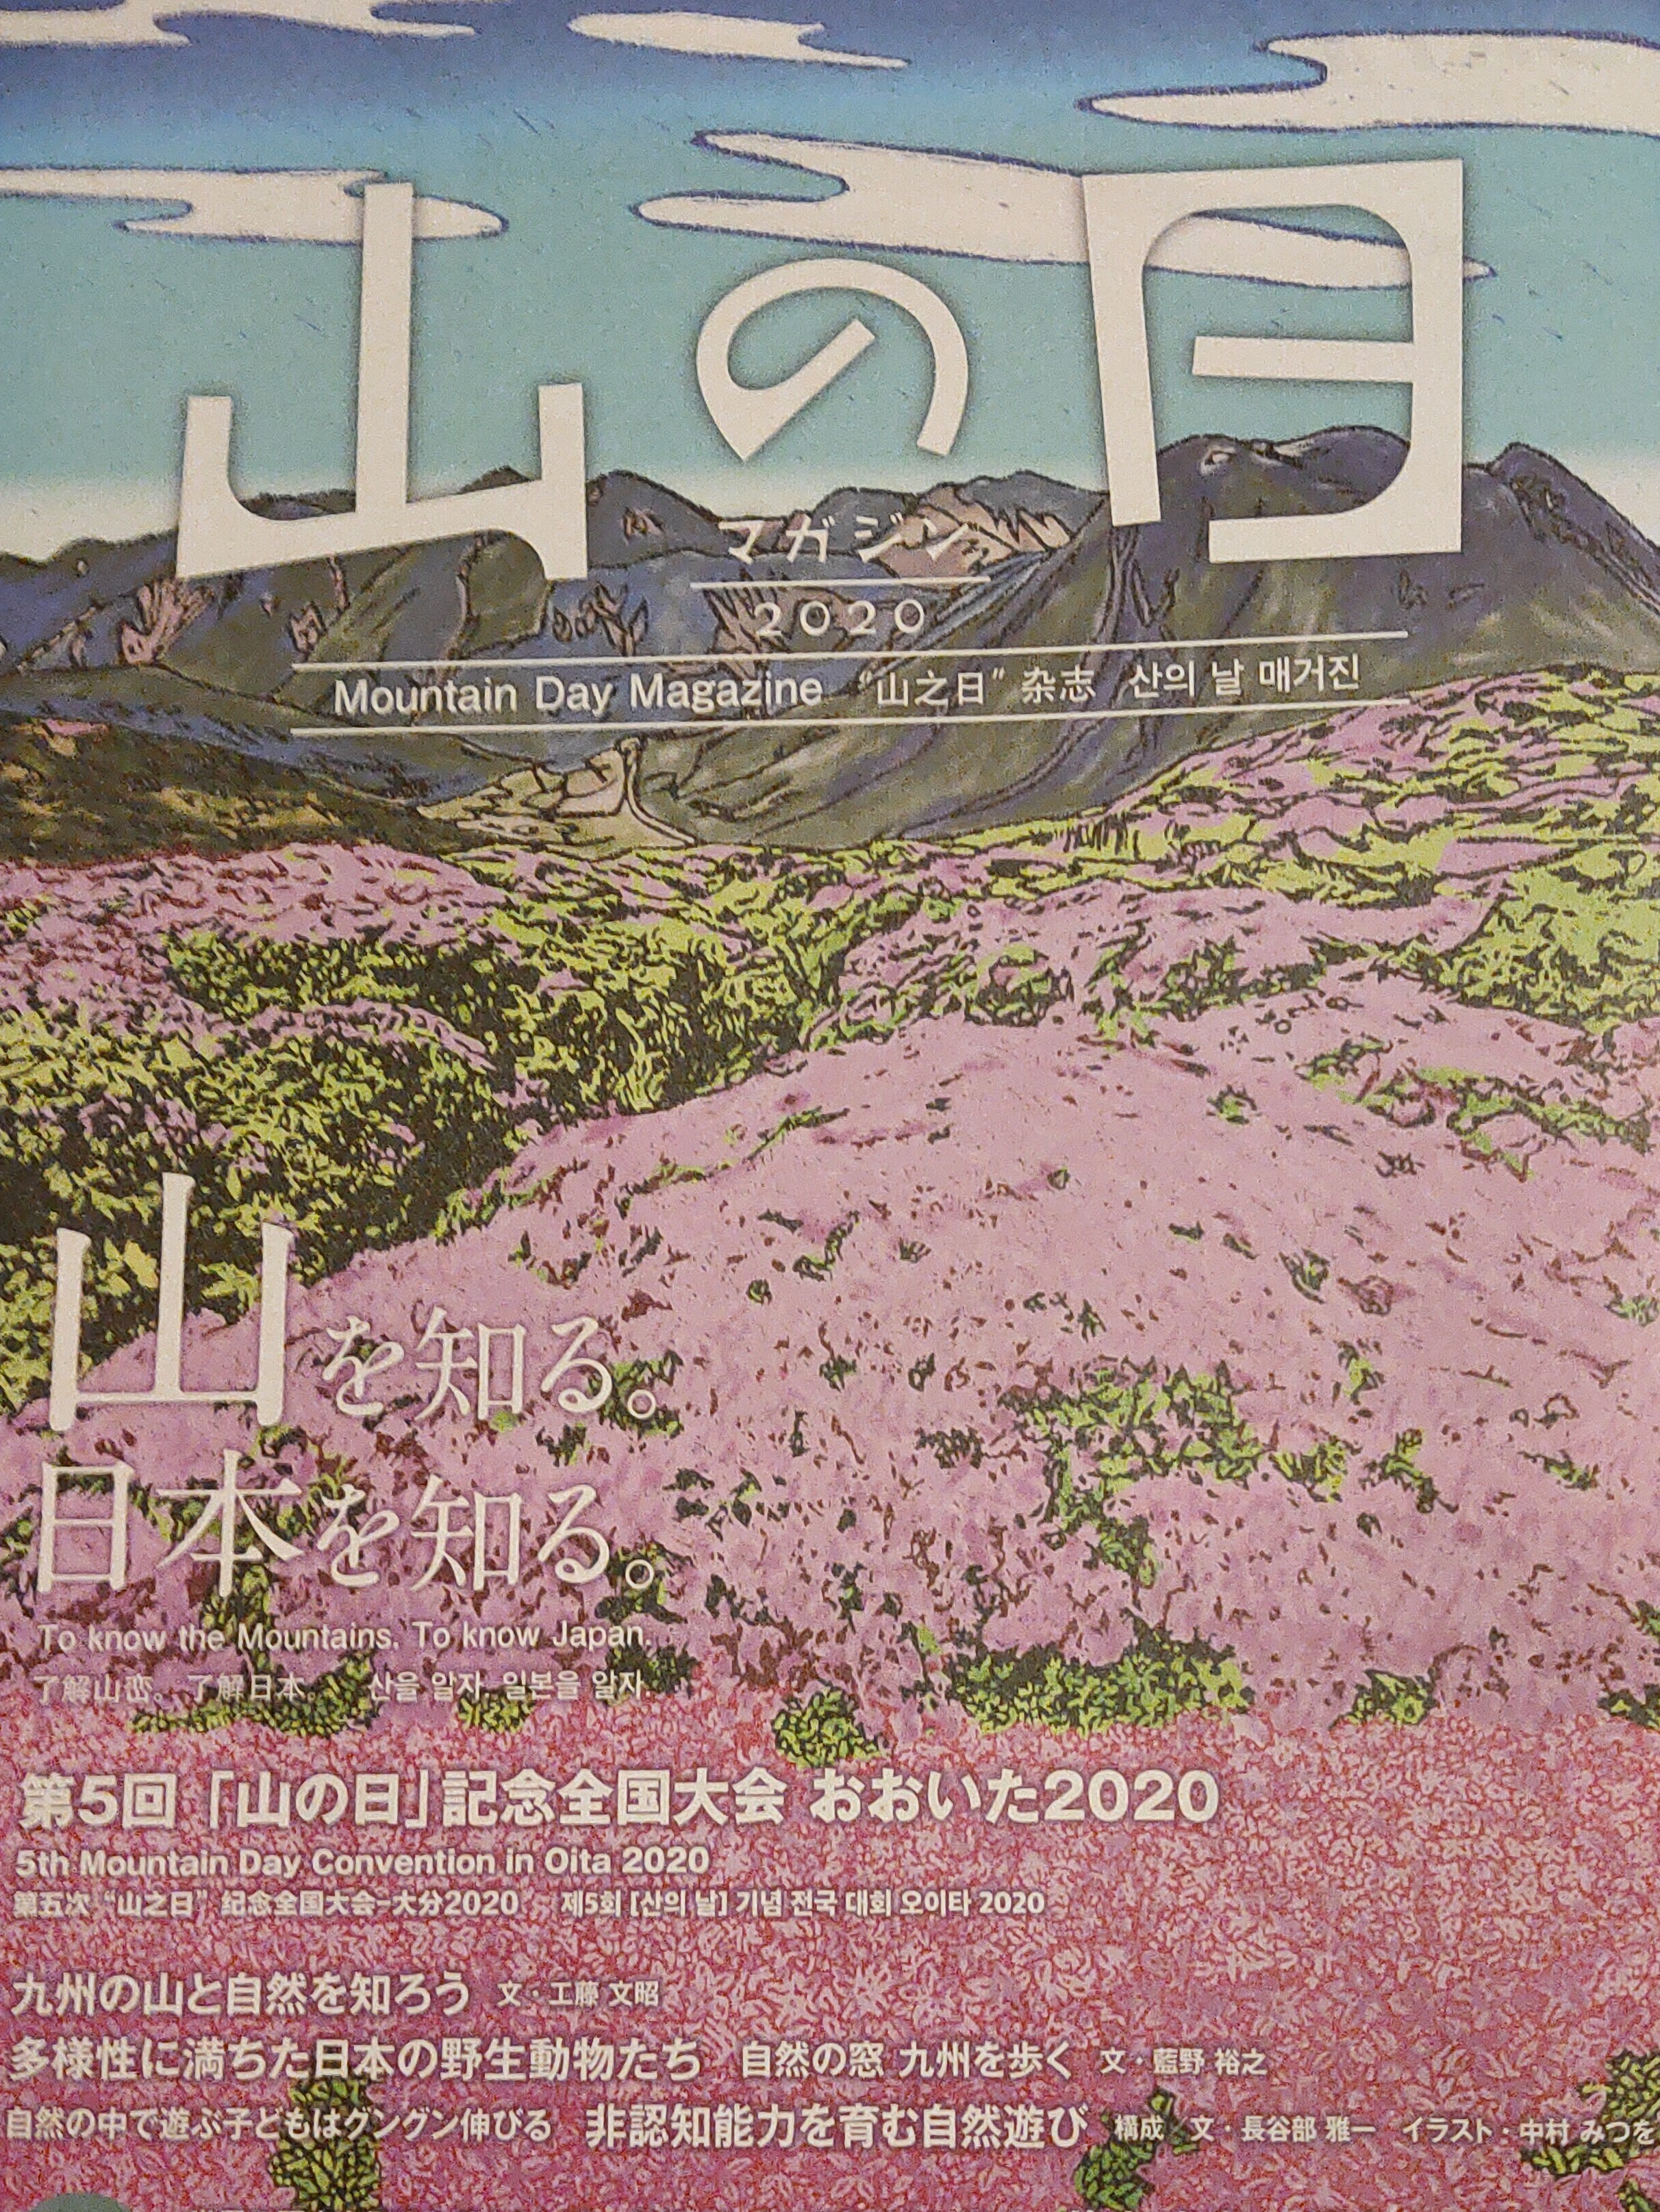 山の日
マガジン
2020
Mountain Day Magazine “山之日” 杂志 산의 날 매거진
山を知る。
日本を知る。
To know the Mountains. To know Japan.
了解山峦。了解日本。 산을 알자. 일본을 알자.
第5回「山の日」記念全国大会 おおいた2020
5th Mountain Day Convention in Oita 2020
第五次 “山之日” 纪念全国大会-大分2020 제5회 [산의 날] 기념 전국 대회 오이타 2020
九州の山と自然を知ろう 文・工藤 文昭
多様性に満ちた日本の野生動物たち 自然の窓 九州を歩く 文・藍野 裕之
自然の中で遊ぶ子どもはグングン伸びる 非認知能力を育む自然遊び 構成/文・長谷部 雅一 イラスト・中村 みつを